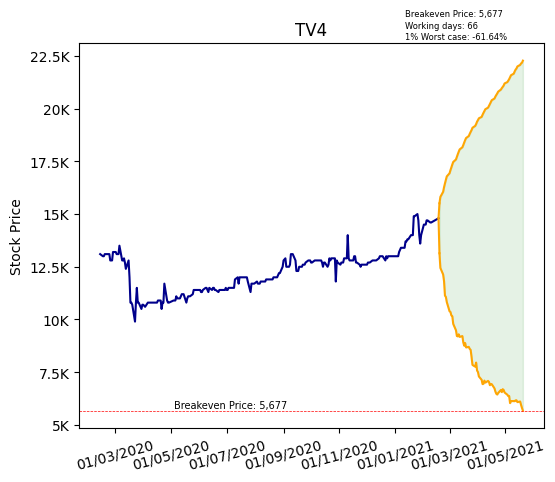 Breakeven Price: 5,677
Working days: 66
1% Worst case: -61.64%
TV4
Stock Price
22.5K
20K
17.5K
15K
12.5K
10K
7.5K
5K
Breakeven Price: 5,677
01/03/2020
01/05/2020
01/07/2020
01/09/2020
01/11/2020
01/01/2021
01/03/2021
01/05/2021